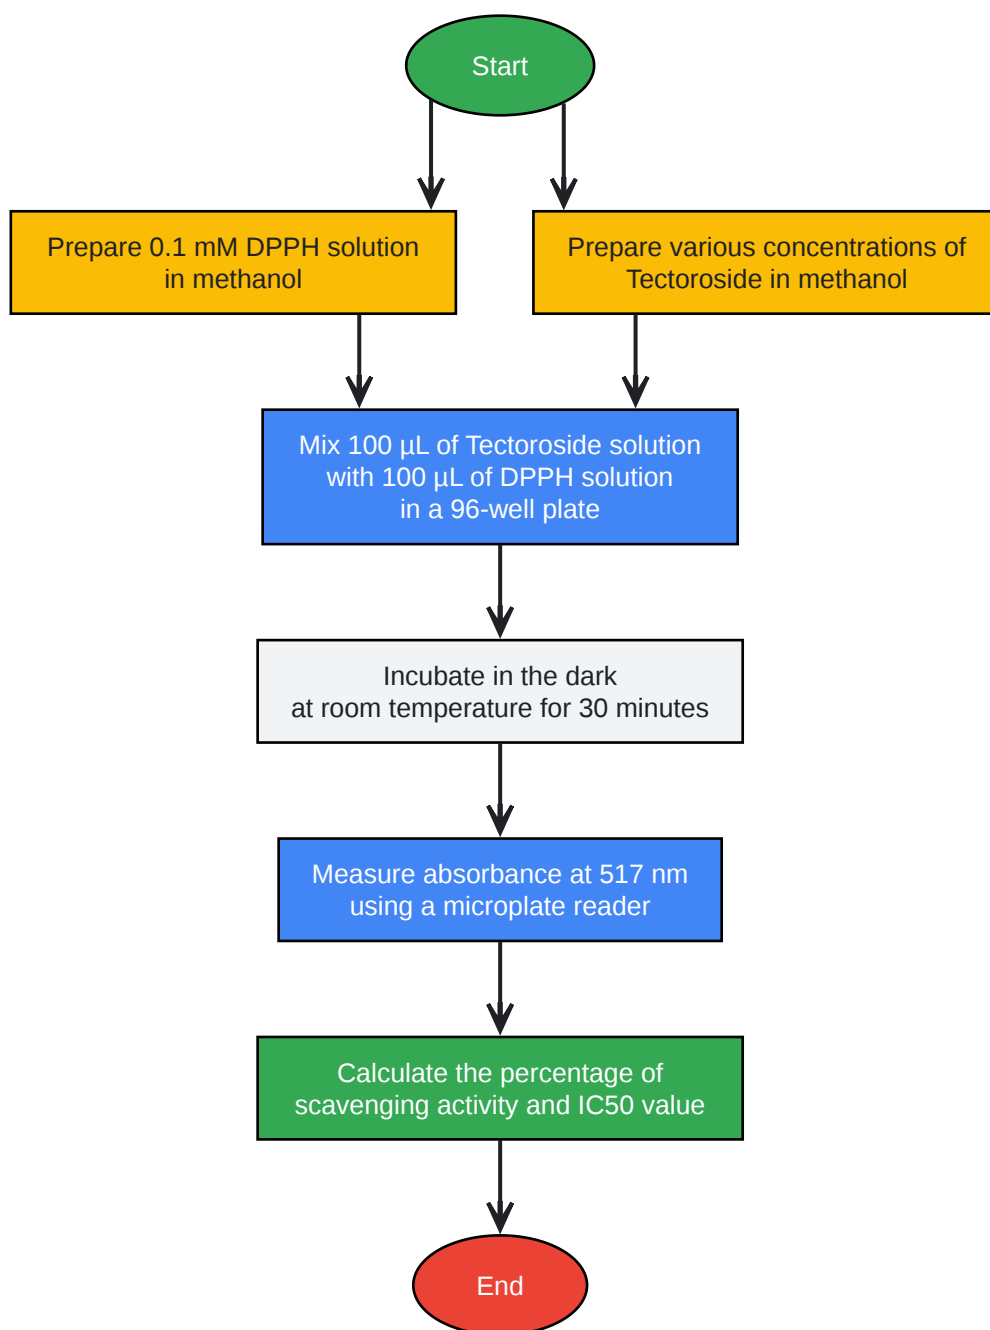 Start
Prepare 0.1 mM DPPH solution
in methanol
Prepare various concentrations of
Tectoroside in methanol
Mix 100 µL of Tectoroside solution
with 100 µL of DPPH solution
in a 96-well plate
Incubate in the dark
at room temperature for 30 minutes
Measure absorbance at 517 nm
using a microplate reader
Calculate the percentage of
scavenging activity and IC50 value
End